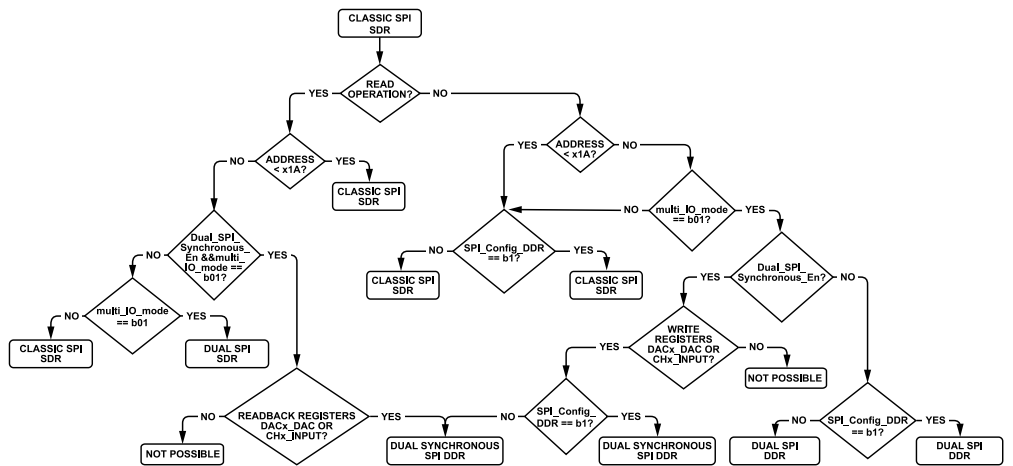 CLASSIC SPI
SDR
READ
OPERATION?
YES
NO
ADDRESS
< x1A?
NO
YES
CLASSIC SPI
SDR
ADDRESS
< x1A?
YES
NO
multi_IO_mode
== b01?
NO
YES
Dual_SPI_
Synchronous_
En &&multi_
IO_mode ==
b01?
NO
YES
SPI_Config_DDR
== b1?
NO
YES
CLASSIC SPI
SDR
CLASSIC SPI
SDR
Dual_SPI_
Synchronous_En?
YES
NO
multi_IO_mode
== b01
NO
YES
CLASSIC SPI
SDR
DUAL SPI
SDR
WRITE
REGISTERS
DACx_DAC OR
CHx_INPUT?
YES
NO
NOT POSSIBLE
READBACK REGISTERS
DACx_DAC OR
CHx_INPUT?
NO
YES
NOT POSSIBLE
SPI_Config_
DDR == b1?
NO
YES
DUAL SYNCHRONOUS
SPI DDR
DUAL SYNCHRONOUS
SPI DDR
SPI_Config_DDR
== b1?
NO
YES
DUAL SPI
DDR
DUAL SPI
DDR